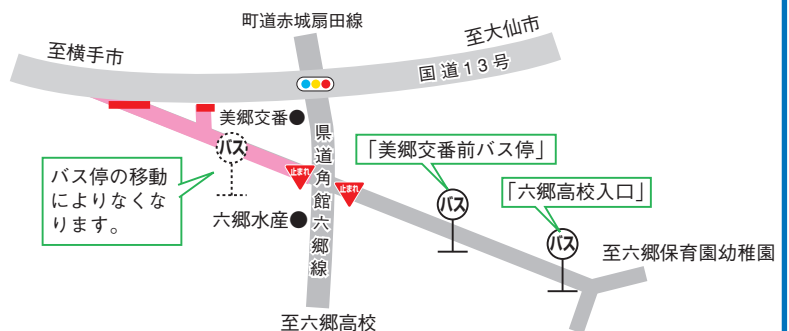 町道赤城扇田線
至横手市
至大仙市
国道13号
美郷交番●
県道角館六郷線
バス
「美郷交番前バス停」
バス停の移動
によりなくな
ります。
止まれ
止まれ
「六郷高校入口」
バス
六郷水産●
バス
至六郷保育園幼稚園
至六郷高校